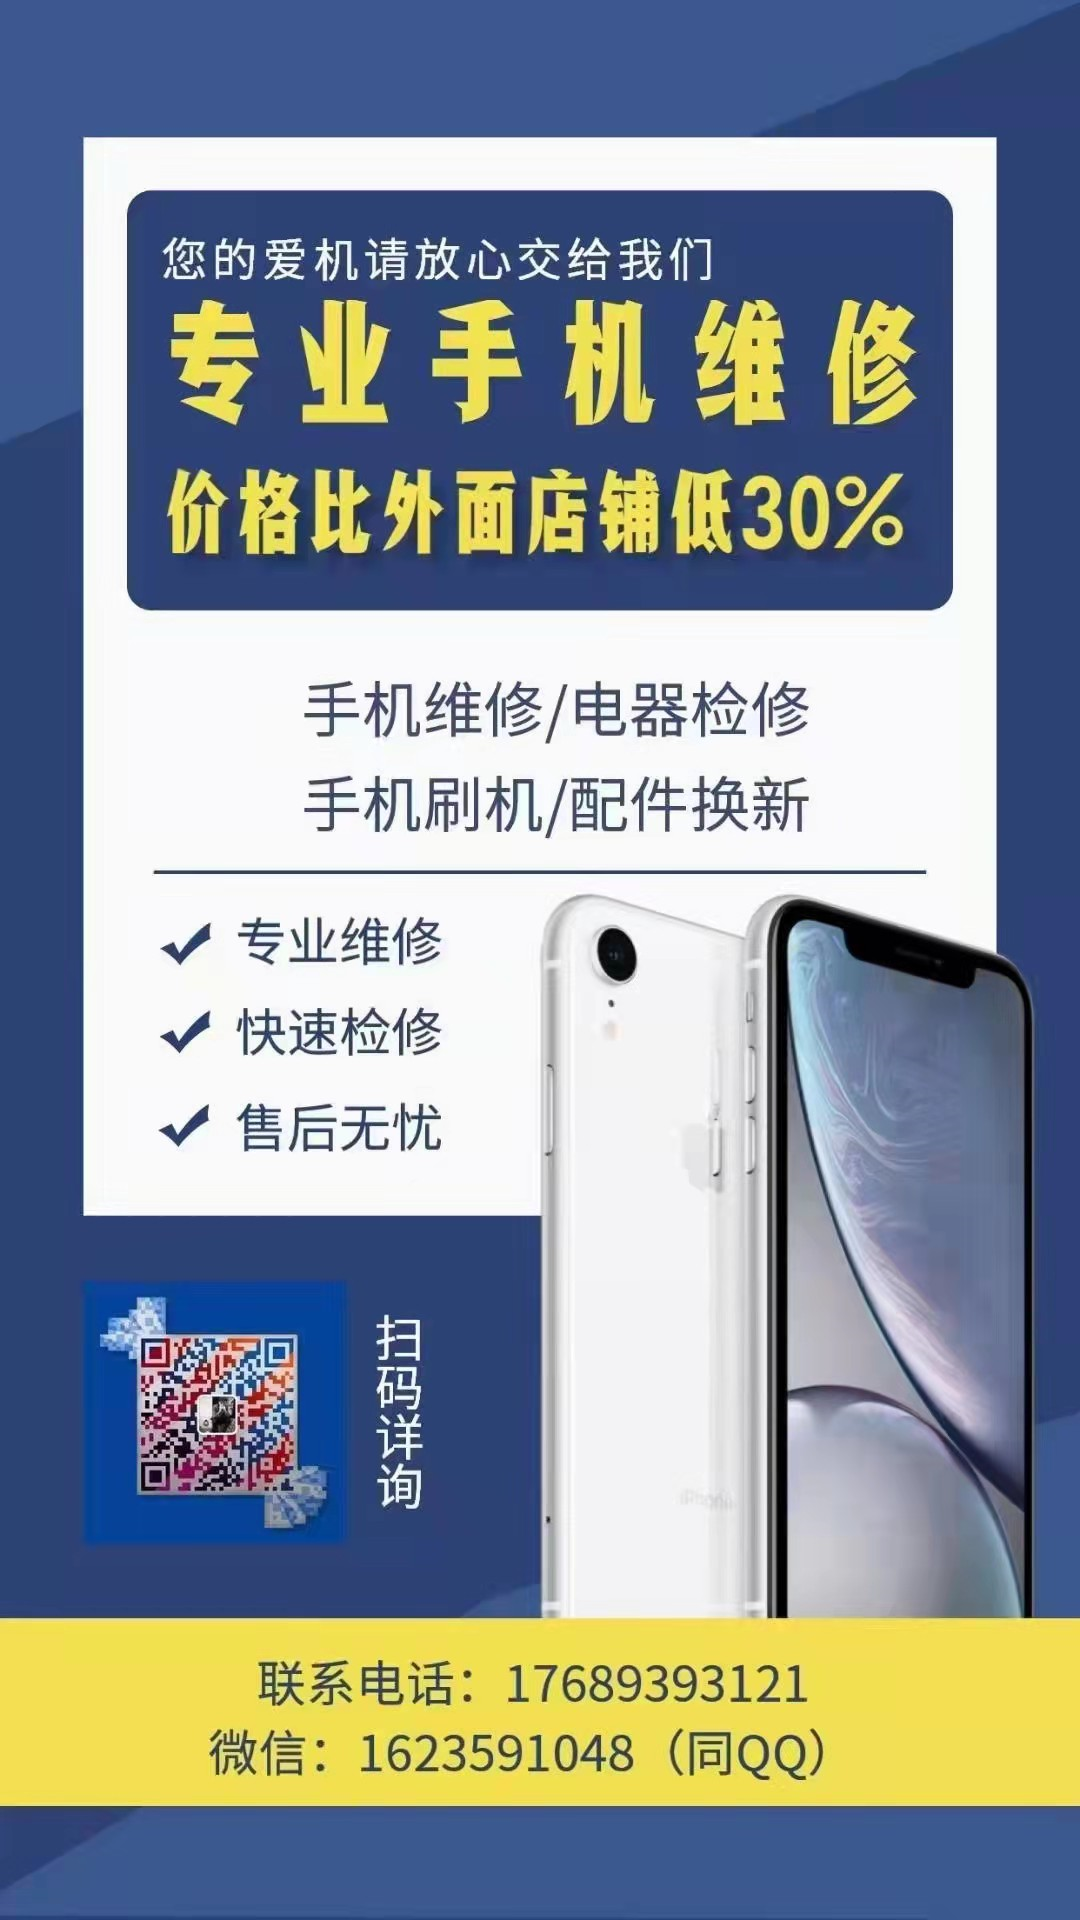 您的爱机请放心交给我们
专业手机维修
价格比外面店铺低30%
手机维修/电器检修
手机刷机/配件换新
专业维修
快速检修
售后无忧
扫码详询
联系电话：17689393121
微信：1623591048（同QQ）